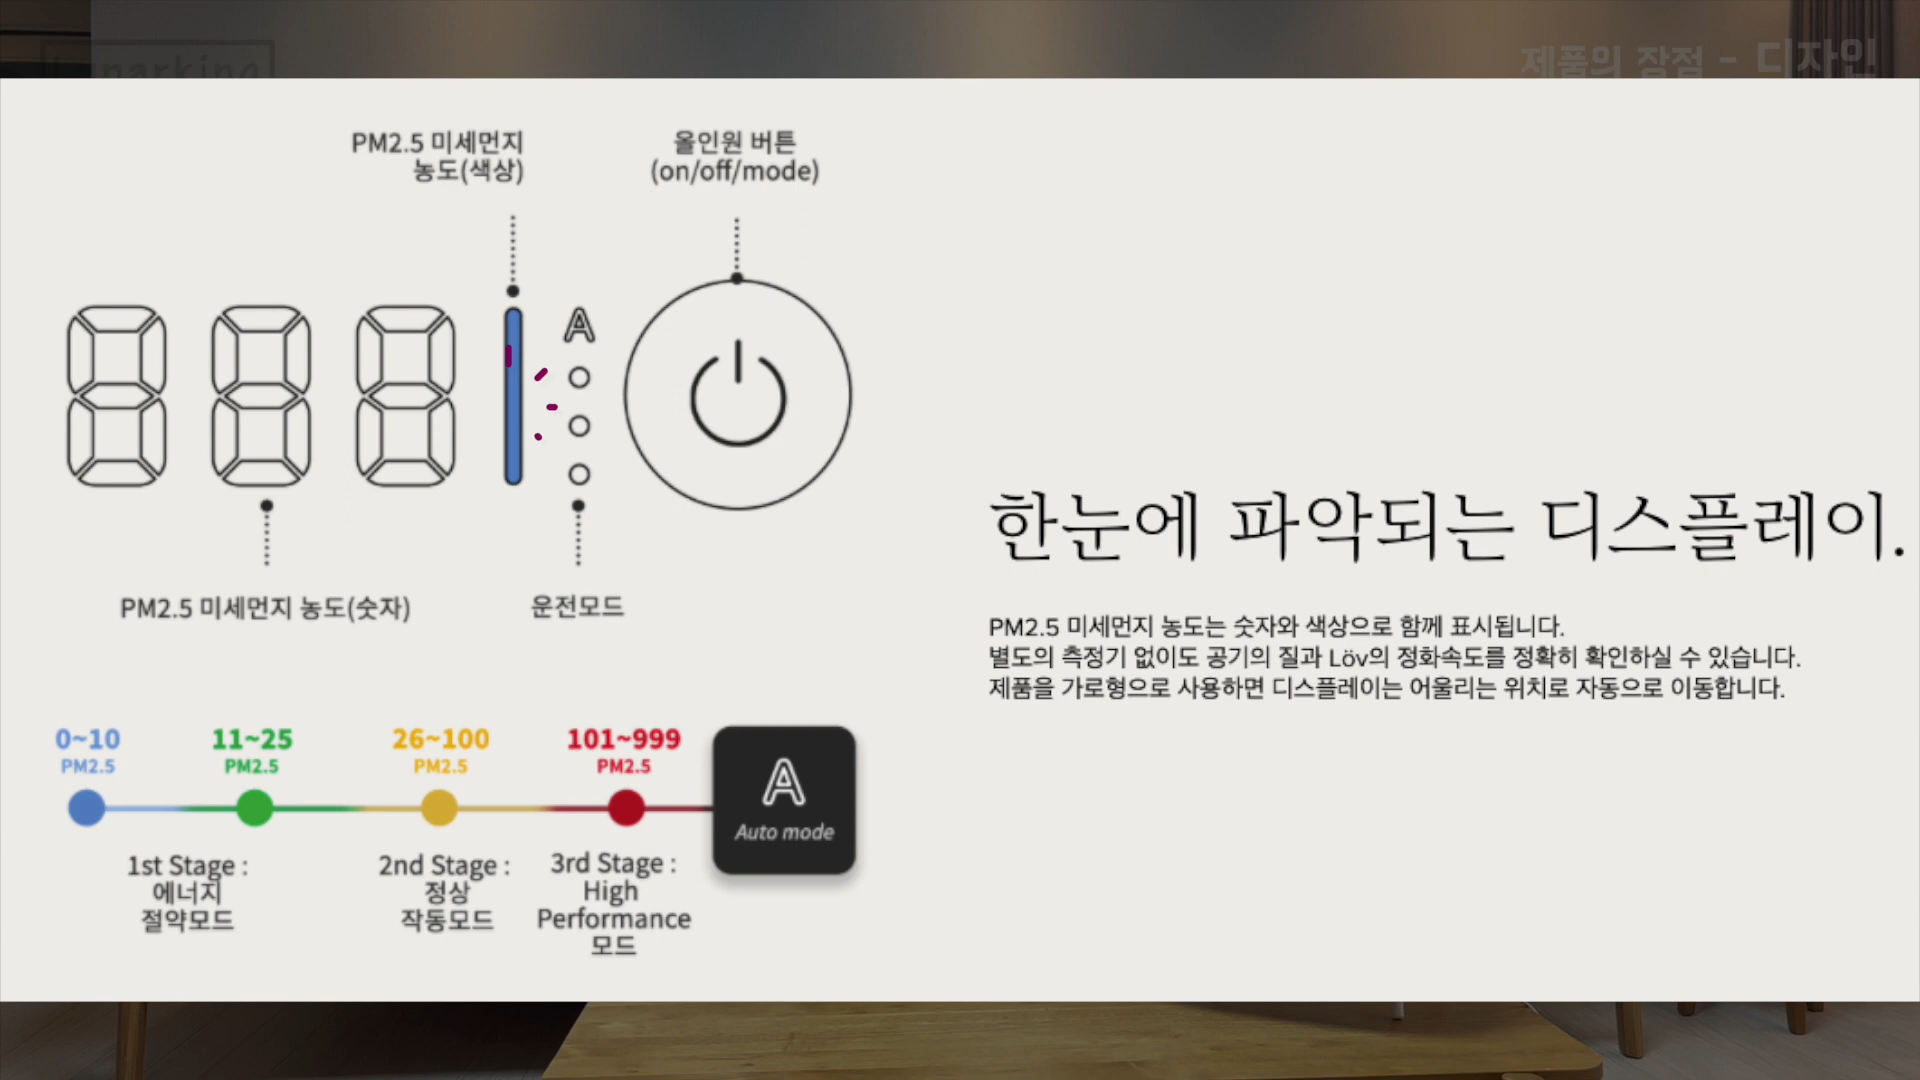 제품의 장점 - 디자인
PM2.5 미세먼지
농도(색상)
올인원 버튼
(on/off/mode)
A
PM2.5 미세먼지 농도(숫자)
운전모드
한눈에 파악되는 디스플레이.
PM2.5 미세먼지 농도는 숫자와 색상으로 함께 표시됩니다.
별도의 측정기 없이도 공기의 질과 Löv의 정화속도를 정확히 확인하실 수 있습니다.
제품을 가로형으로 사용하면 디스플레이는 어울리는 위치로 자동으로 이동합니다.
0~10
PM2.5
11~25
PM2.5
26~100
PM2.5
101~999
PM2.5
A
Auto mode
1st Stage :
에너지
절약모드
2nd Stage :
정상
작동모드
3rd Stage :
High
Performance
모드